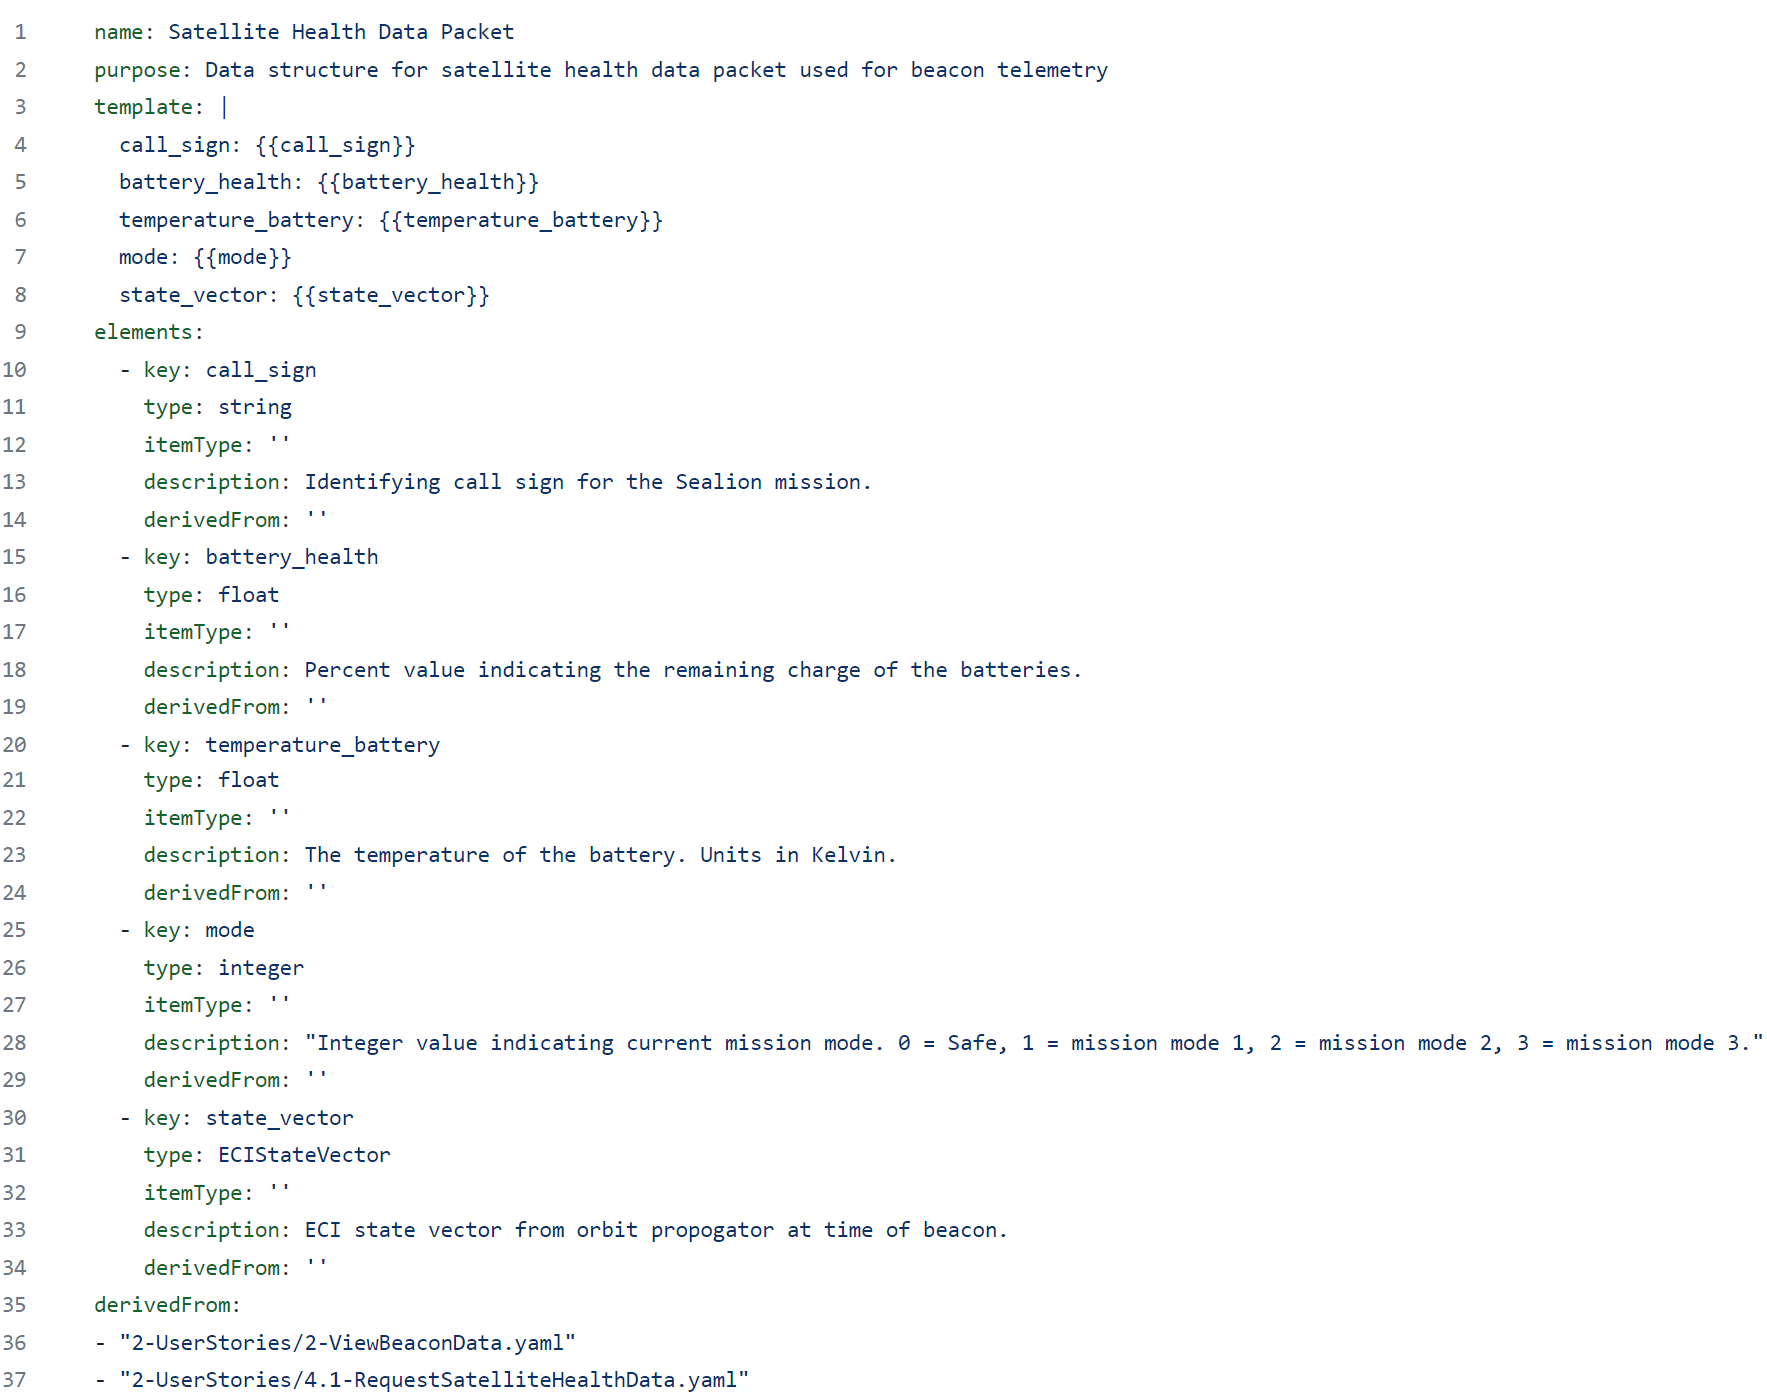 1 name: Satellite Health Data Packet
2 purpose: Data structure for satellite health data packet used for beacon telemetry
3 template: |
4   call_sign: {{call_sign}}
5   battery_health: {{battery_health}}
6   temperature_battery: {{temperature_battery}}
7   mode: {{mode}}
8   state_vector: {{state_vector}}
9 elements:
10   - key: call_sign
11     type: string
12     itemType: ''
13     description: Identifying call sign for the Sealion mission.
14     derivedFrom: ''
15   - key: battery_health
16     type: float
17     itemType: ''
18     description: Percent value indicating the remaining charge of the batteries.
19     derivedFrom: ''
20   - key: temperature_battery
21     type: float
22     itemType: ''
23     description: The temperature of the battery. Units in Kelvin.
24     derivedFrom: ''
25   - key: mode
26     type: integer
27     itemType: ''
28     description: "Integer value indicating current mission mode. 0 = Safe, 1 = mission mode 1, 2 = mission mode 2, 3 = mission mode 3."
29     derivedFrom: ''
30   - key: state_vector
31     type: ECIStateVector
32     itemType: ''
33     description: ECI state vector from orbit propogator at time of beacon.
34     derivedFrom: ''
35 derivedFrom:
36 - "2-UserStories/2-ViewBeaconData.yaml"
37 - "2-UserStories/4.1-RequestSatelliteHealthData.yaml"